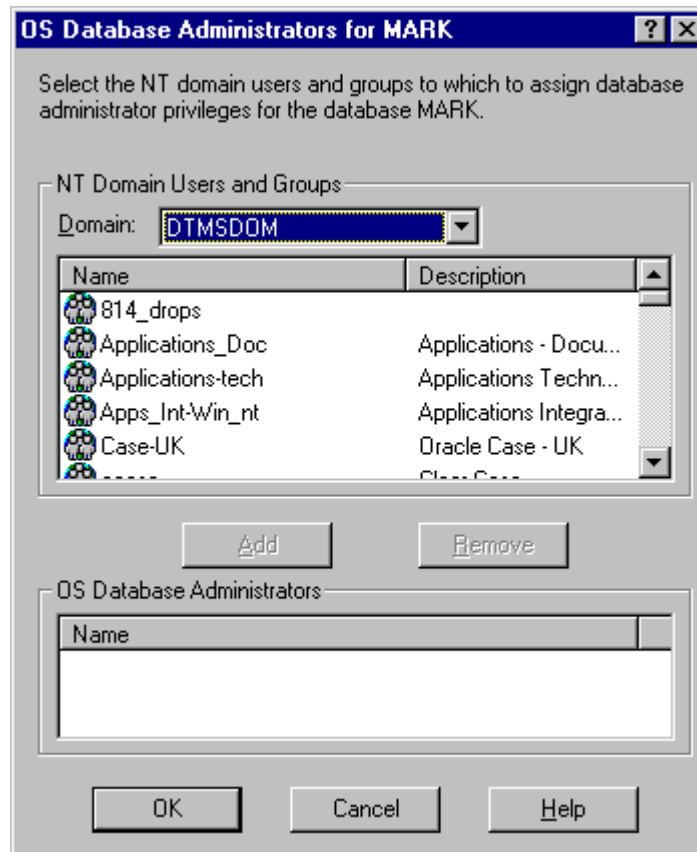 OS Database Administrators for MARK
Select the NT domain users and groups to which to assign database
administrator privileges for the database MARK.
NT Domain Users and Groups
Domain: DTMSDOM
Name Description
814_drops
Applications_Doc Applications - Docu...
Applications-tech Applications Techn...
Apps_Int-Win_nt Applications Integra...
Case-UK Oracle Case - UK
Add Remove
OS Database Administrators
Name
OK Cancel Help